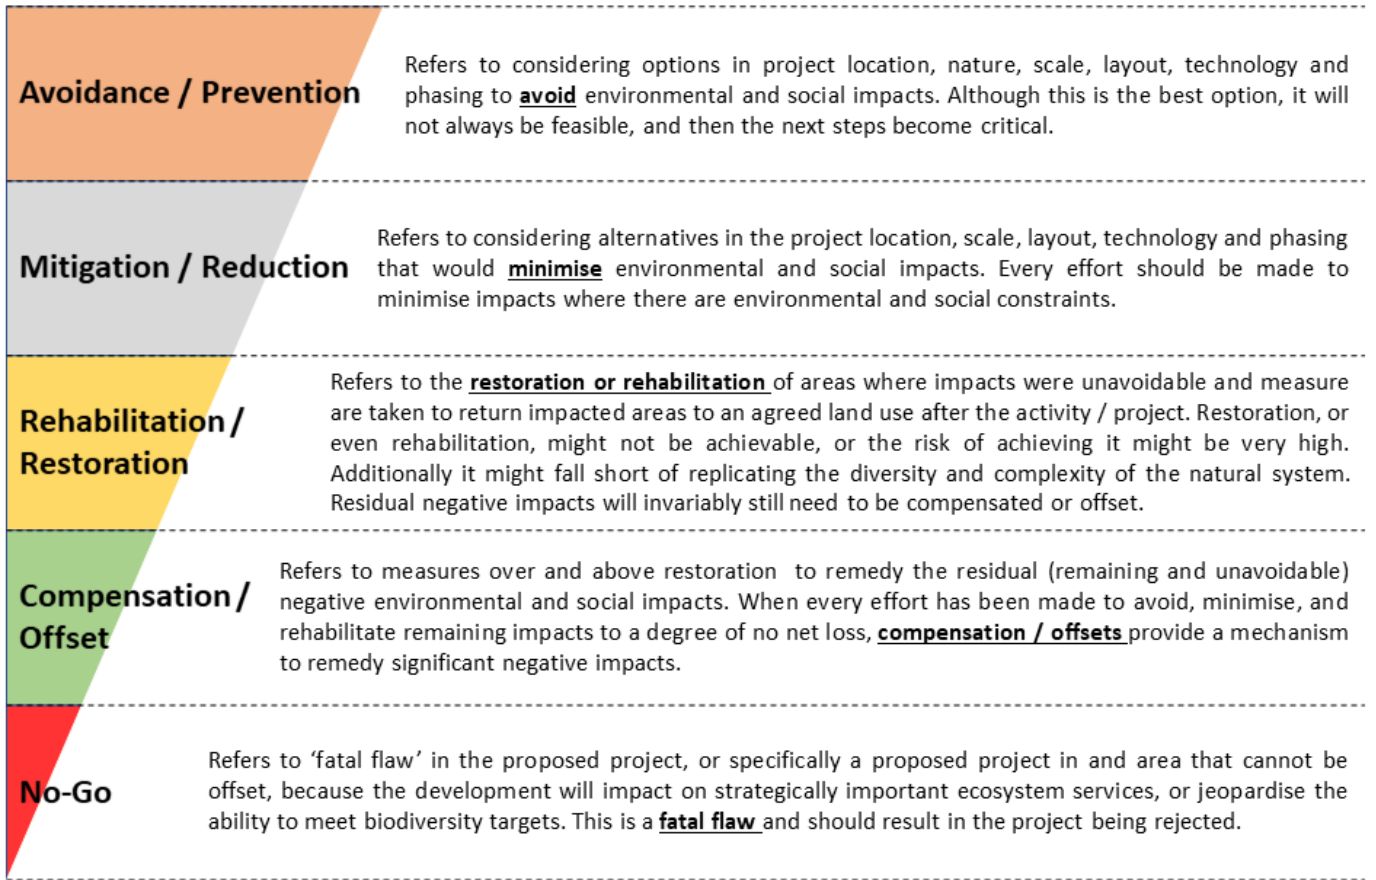 Avoidance / Prevention
Refers to considering options in project location, nature, scale, layout, technology and
phasing to avoid environmental and social impacts. Although this is the best option, it will
not always be feasible, and then the next steps become critical.
Mitigation / Reduction
Refers to considering alternatives in the project location, scale, layout, technology and phasing
that would minimise environmental and social impacts. Every effort should be made to
minimise impacts where there are environmental and social constraints.
Rehabilitation /
Restoration
Refers to the restoration or rehabilitation of areas where impacts were unavoidable and measure
are taken to return impacted areas to an agreed land use after the activity / project. Restoration, or
even rehabilitation, might not be achievable, or the risk of achieving it might be very high.
Additionally it might fall short of replicating the diversity and complexity of the natural system.
Residual negative impacts will invariably still need to be compensated or offset.
Compensation /
Offset
Refers to measures over and above restoration to remedy the residual (remaining and unavoidable)
negative environmental and social impacts. When every effort has been made to avoid, minimise, and
rehabilitate remaining impacts to a degree of no net loss, compensation / offsets provide a mechanism
to remedy significant negative impacts.
No-Go
Refers to ‘fatal flaw’ in the proposed project, or specifically a proposed project in and area that cannot be
offset, because the development will impact on strategically important ecosystem services, or jeopardise the
ability to meet biodiversity targets. This is a fatal flaw and should result in the project being rejected.